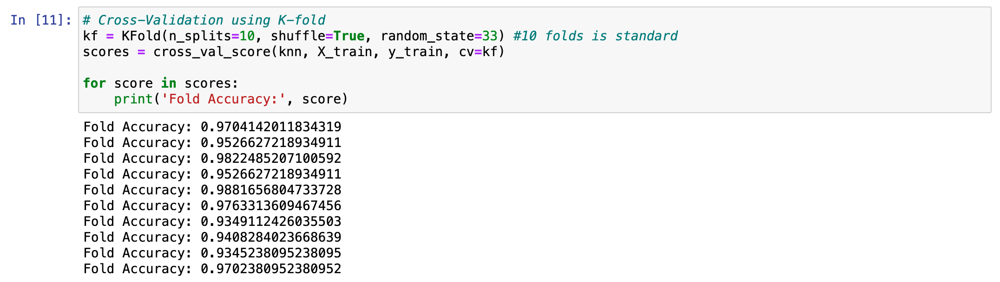 In [11]: # Cross-Validation using K-fold
kf = KFold(n_splits=10, shuffle=True, random_state=33) #10 folds is standard
scores = cross_val_score(knn, X_train, y_train, cv=kf)

for score in scores:
    print('Fold Accuracy:', score)
Fold Accuracy: 0.9704142011834319
Fold Accuracy: 0.9526627218934911
Fold Accuracy: 0.9822485207100592
Fold Accuracy: 0.9526627218934911
Fold Accuracy: 0.9881656804733728
Fold Accuracy: 0.9763313609467456
Fold Accuracy: 0.9349112426035503
Fold Accuracy: 0.9408284023668639
Fold Accuracy: 0.9345238095238095
Fold Accuracy: 0.9702380952380952